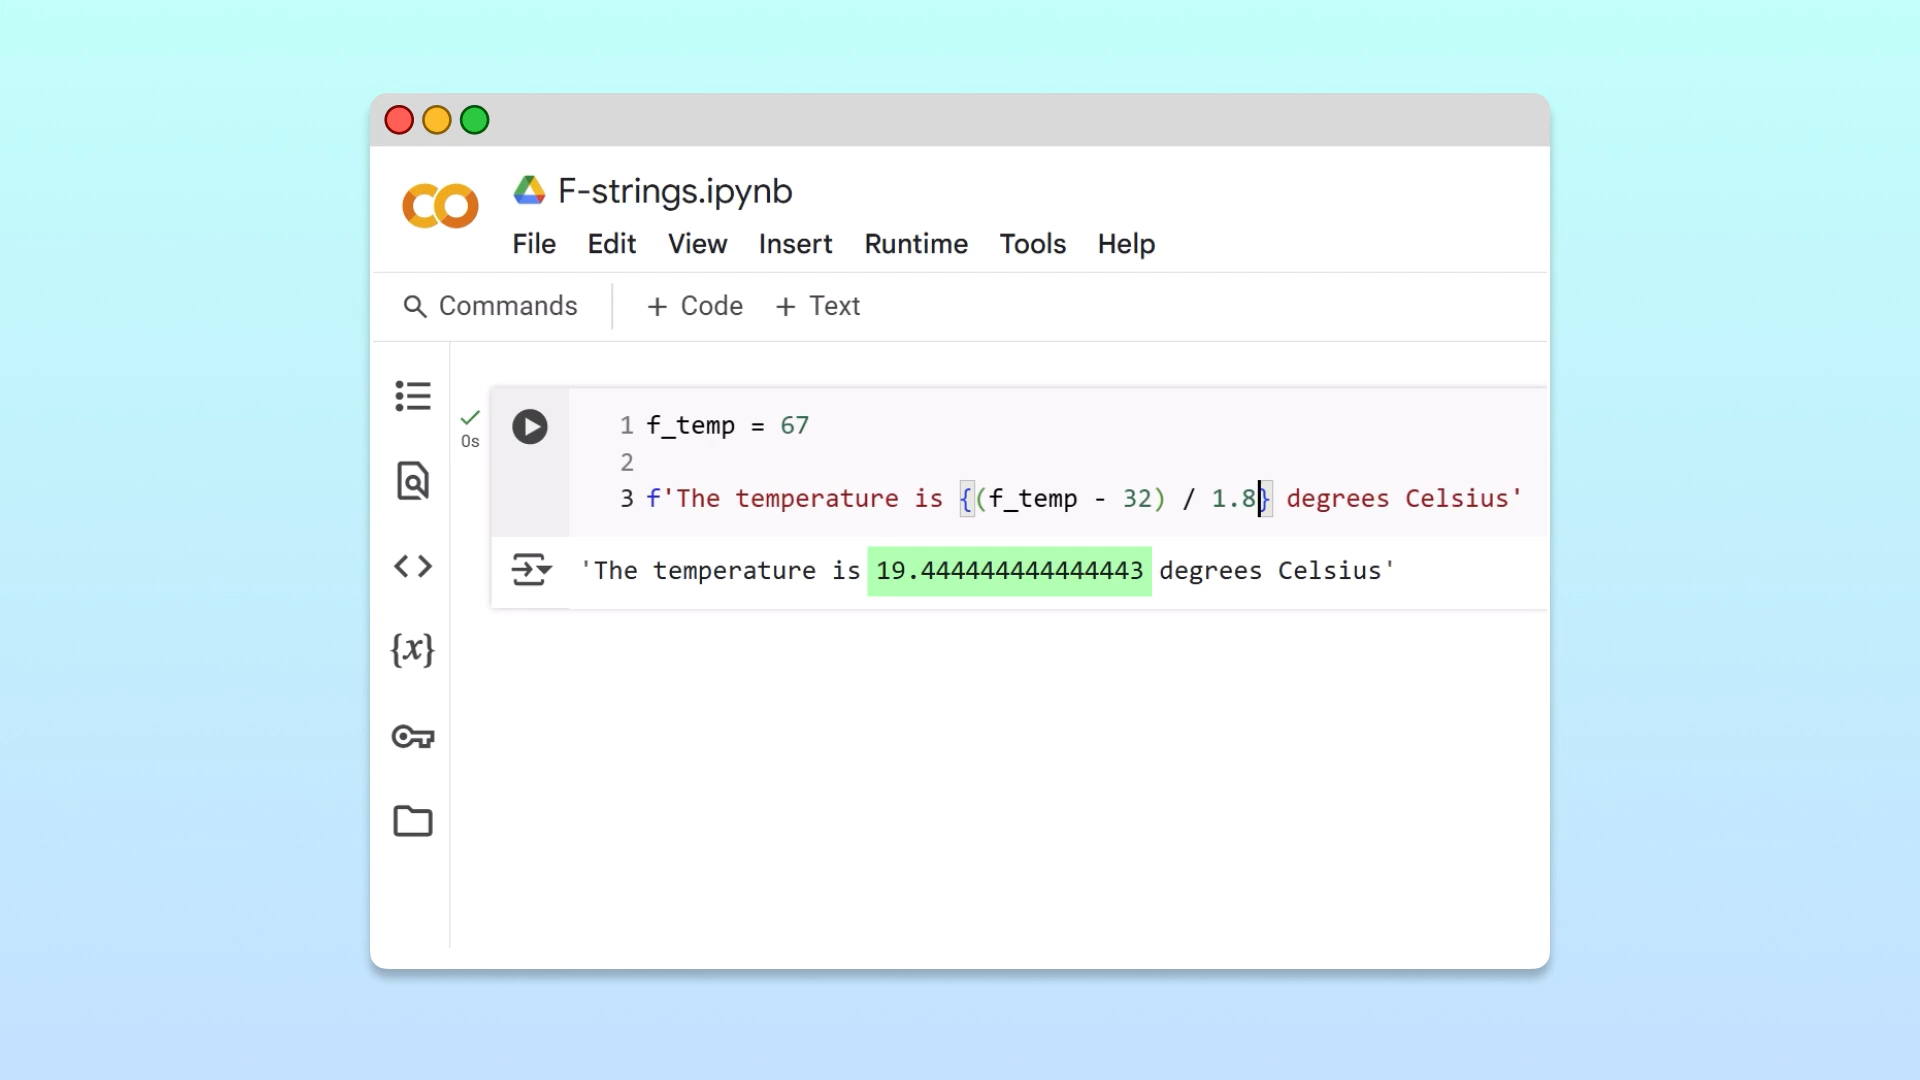 F-strings.ipynb
File Edit View Insert Runtime Tools Help
Commands + Code + Text
0s
1 f_temp = 67
2
3 f'The temperature is {(f_temp - 32) / 1.8} degrees Celsius'
{x}
'The temperature is 19.444444444444443 degrees Celsius'